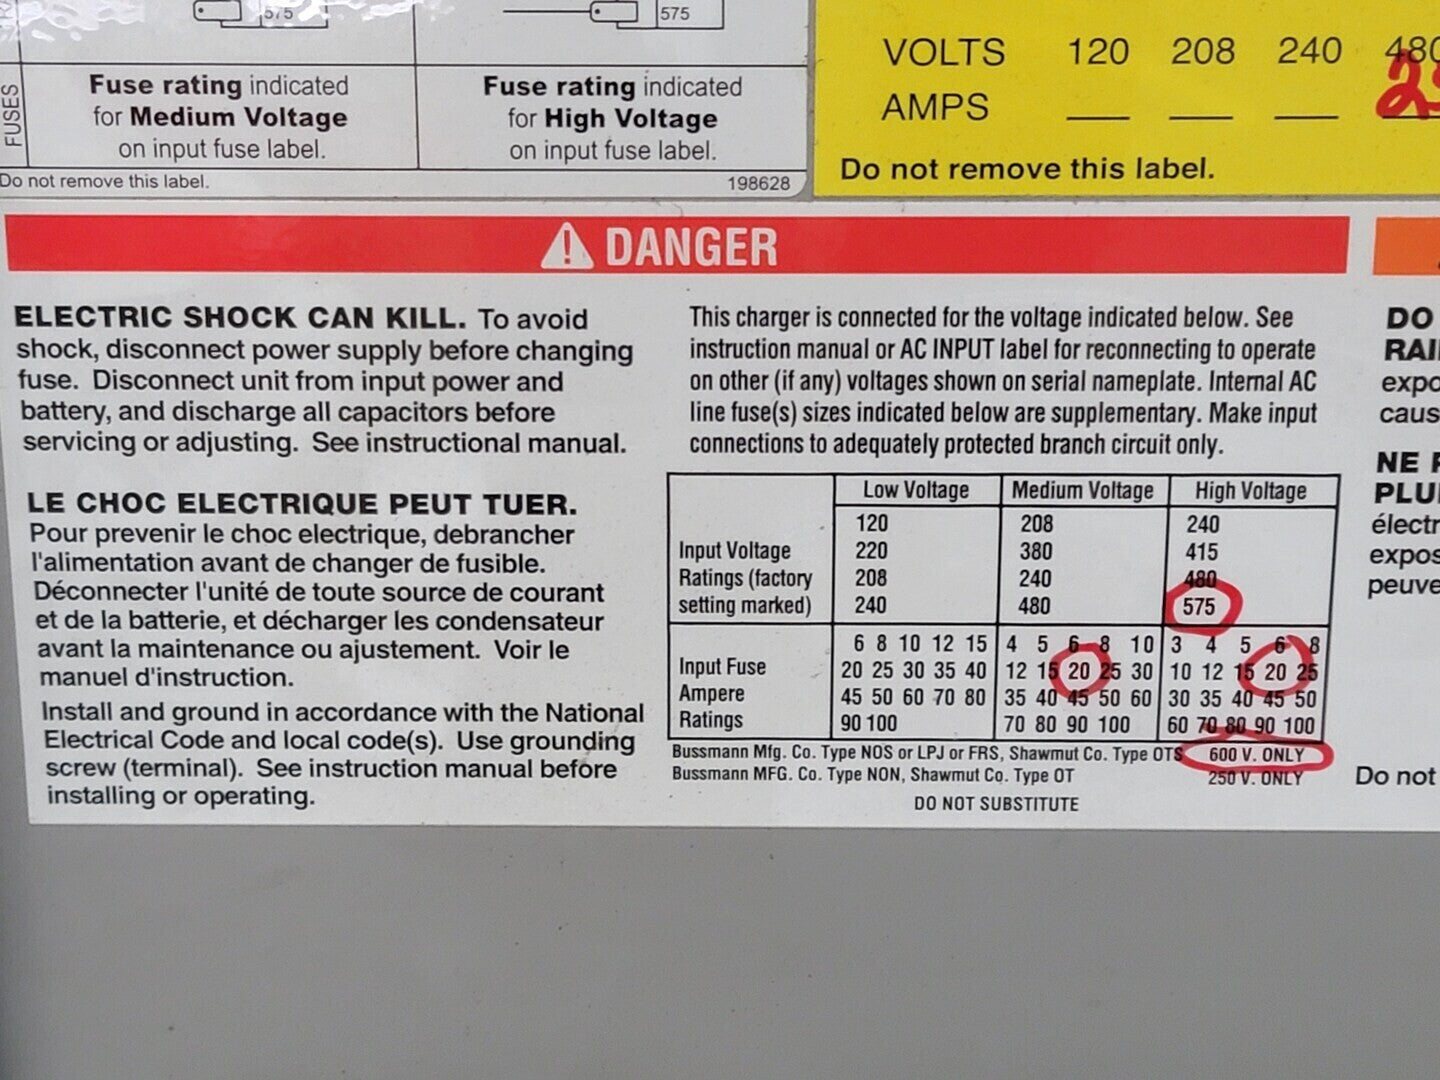 575
575
FUSES
Fuse rating indicated
for Medium Voltage
on input fuse label.
Fuse rating indicated
for High Voltage
on input fuse label.
Do not remove this label.
198628
VOLTS 120 208 240 480
AMPS
Do not remove this label.
DANGER
ELECTRIC SHOCK CAN KILL. To avoid
shock, disconnect power supply before changing
fuse. Disconnect unit from input power and
battery, and discharge all capacitors before
servicing or adjusting. See instructional manual.
LE CHOC ELECTRIQUE PEUT TUER.
Pour prevenir le choc electrique, debrancher
l'alimentation avant de changer de fusible.
Déconnecter l'unité de toute source de courant
et de la batterie, et décharger les condensateur
avant la maintenance ou ajustement. Voir le
manuel d'instruction.
Install and ground in accordance with the National
Electrical Code and local code(s). Use grounding
screw (terminal). See instruction manual before
installing or operating.
This charger is connected for the voltage indicated below. See
instruction manual or AC INPUT label for reconnecting to operate
on other (if any) voltages shown on serial nameplate. Internal AC
line fuse(s) sizes indicated below are supplementary. Make input
connections to adequately protected branch circuit only.
Low Voltage Medium Voltage High Voltage
120 208 240
Input Voltage 220 380 415
Ratings (factory 208 240 480
setting marked) 240 480 575
6 8 10 12 15 4 5 6 8 10 3 4 5 6 8
Input Fuse 20 25 30 35 40 12 15 20 25 30 10 12 15 20 25
Ampere 45 50 60 70 80 35 40 45 50 60 30 35 40 45 50
Ratings 90 100 70 80 90 100 60 70 80 90 100
Bussmann Mfg. Co. Type NOS or LPJ or FRS, Shawmut Co. Type OTS 600 V. ONLY
Bussmann MFG. Co. Type NON, Shawmut Co. Type OT 250 V. ONLY
DO NOT SUBSTITUTE
DO
NE
Do not